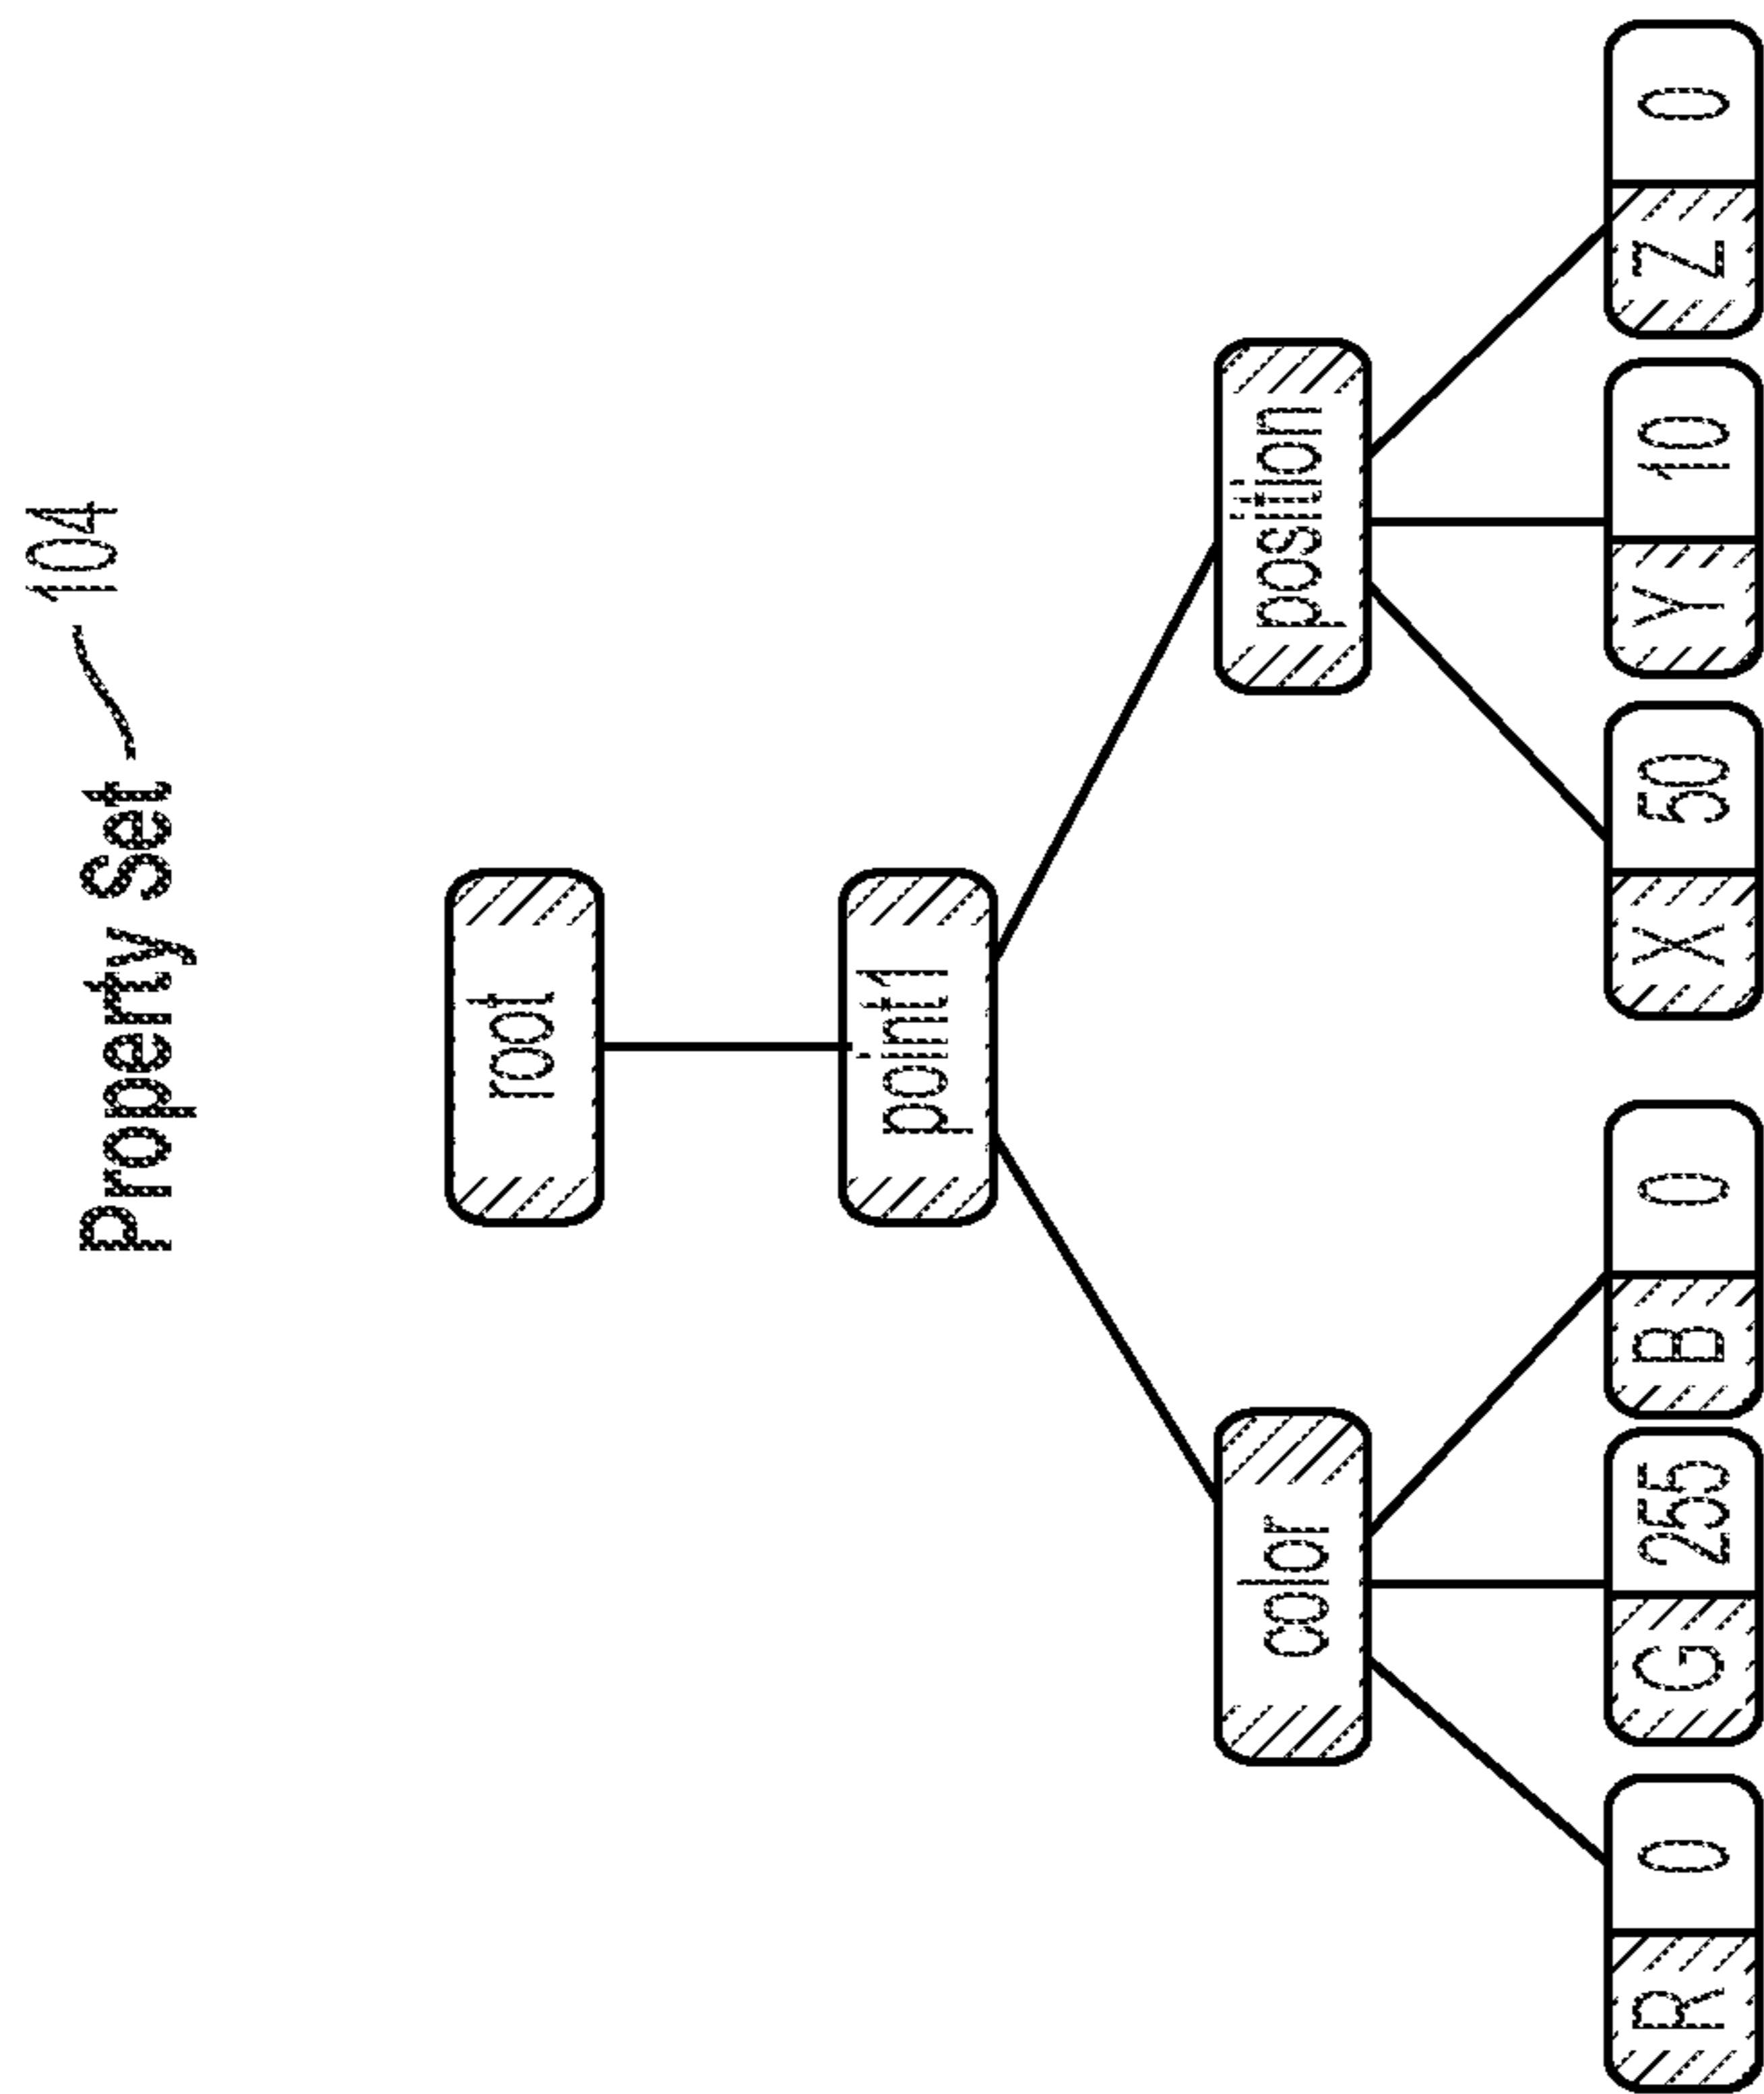 Property Set 104
root
point1
color position
R 0 G 255 B 0 X 50 Y 10 Z 0